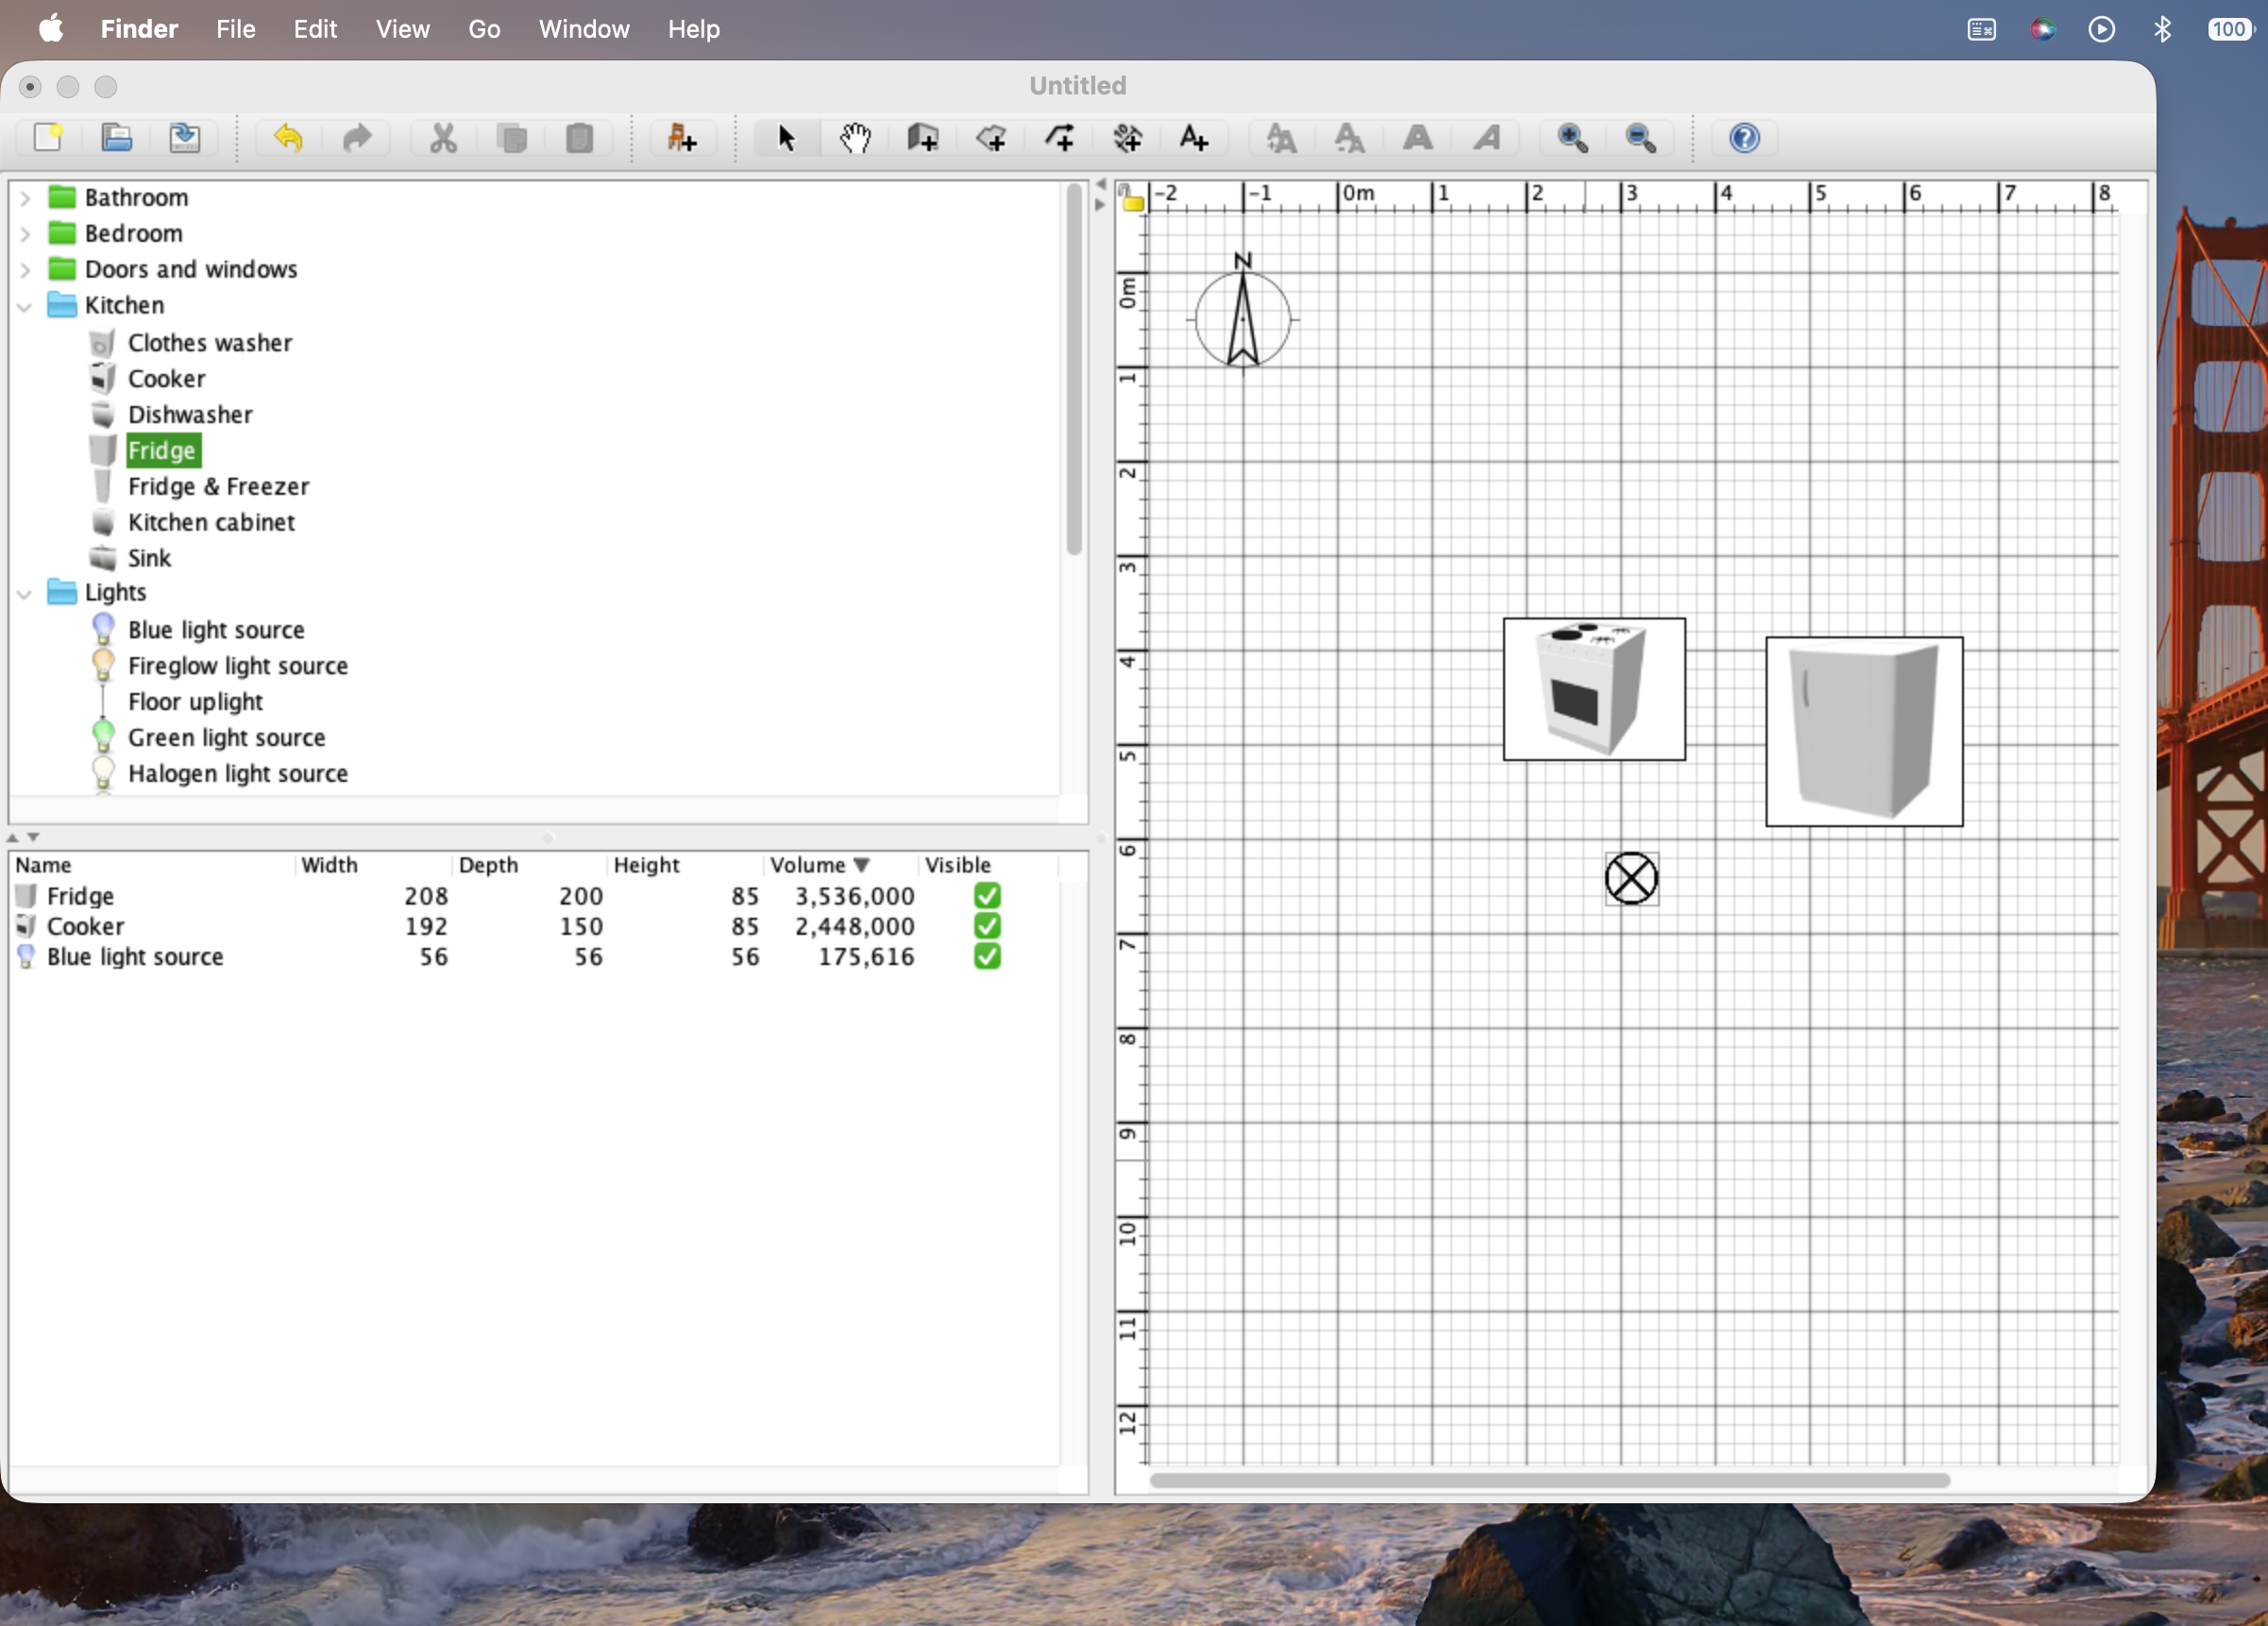 Finder File Edit View Go Window Help 100
Untitled
Bathroom
Bedroom
Doors and windows
Kitchen
Clothes washer
Cooker
Dishwasher
Fridge
Fridge & Freezer
Kitchen cabinet
Sink
Lights
Blue light source
Fireglow light source
Floor uplight
Green light source
Halogen light source
Name Width Depth Height Volume Visible
Fridge 208 200 85 3,536,000
Cooker 192 150 85 2,448,000
Blue light source 56 56 56 175,616
-2 -1 0m 1 2 3 4 5 6 7 8
N
0m
1
2
3
4
5
6
7
8
9
10
11
12